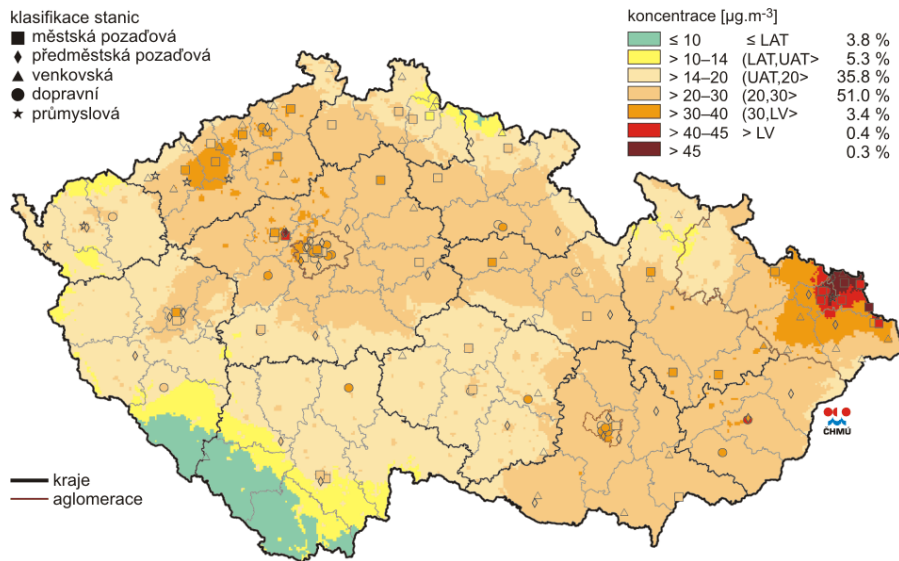 klasifikace stanic
městská pozaďová
předměstská pozaďová
venkovská
dopravní
průmyslová
koncentrace [µg.m-3]
≤ 10 ≤ LAT 3.8 %
> 10–14 (LAT,UAT> 5.3 %
> 14–20 (UAT,20> 35.8 %
> 20–30 (20,30> 51.0 %
> 30–40 (30,LV> 3.4 %
> 40–45 > LV 0.4 %
> 45 0.3 %
ČHMÚ
kraje
aglomerace